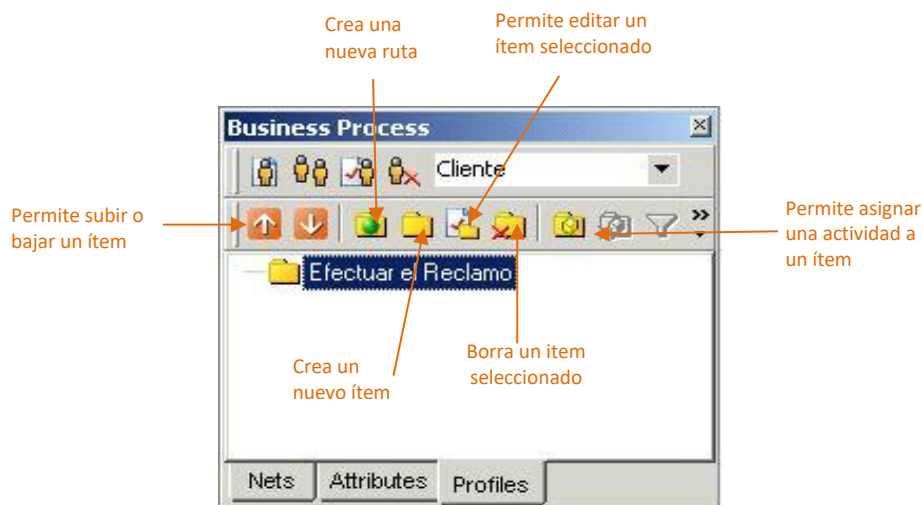 Crea una
nueva ruta
Permite editar un
ítem seleccionado
Business Process
Cliente
Permite subir o
bajar un ítem
Permite asignar
una actividad a
un ítem
Efectuar el Reclamo
Crea un
nuevo ítem
Borra un item
seleccionado
Nets
Attributes
Profiles